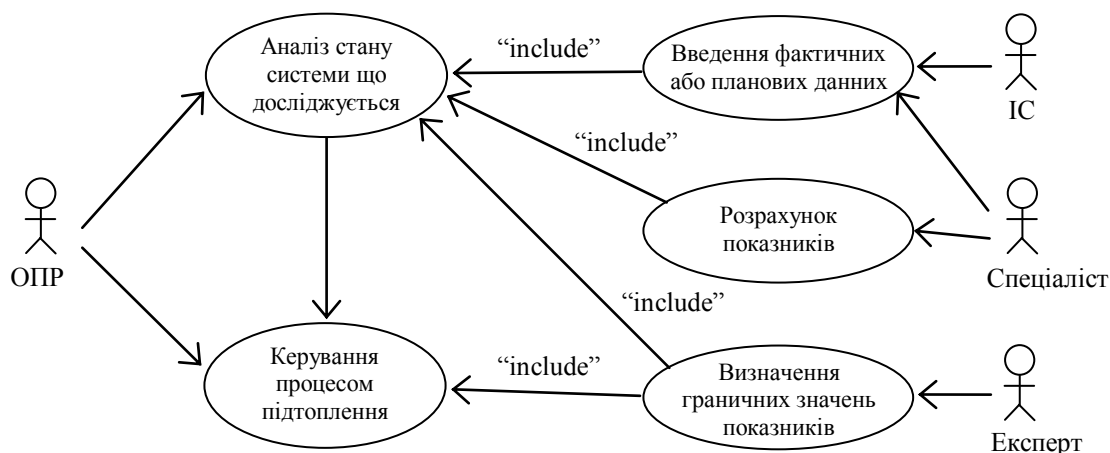 Аналіз стану
системи що
досліджується
“include”
Введення фактичних
або планових данних
ІС
“include”
Розрахунок
показників
ОПР
Спеціаліст
“include”
Керування
процесом
підтоплення
“include”
Визначення
граничних значень
показників
Експерт